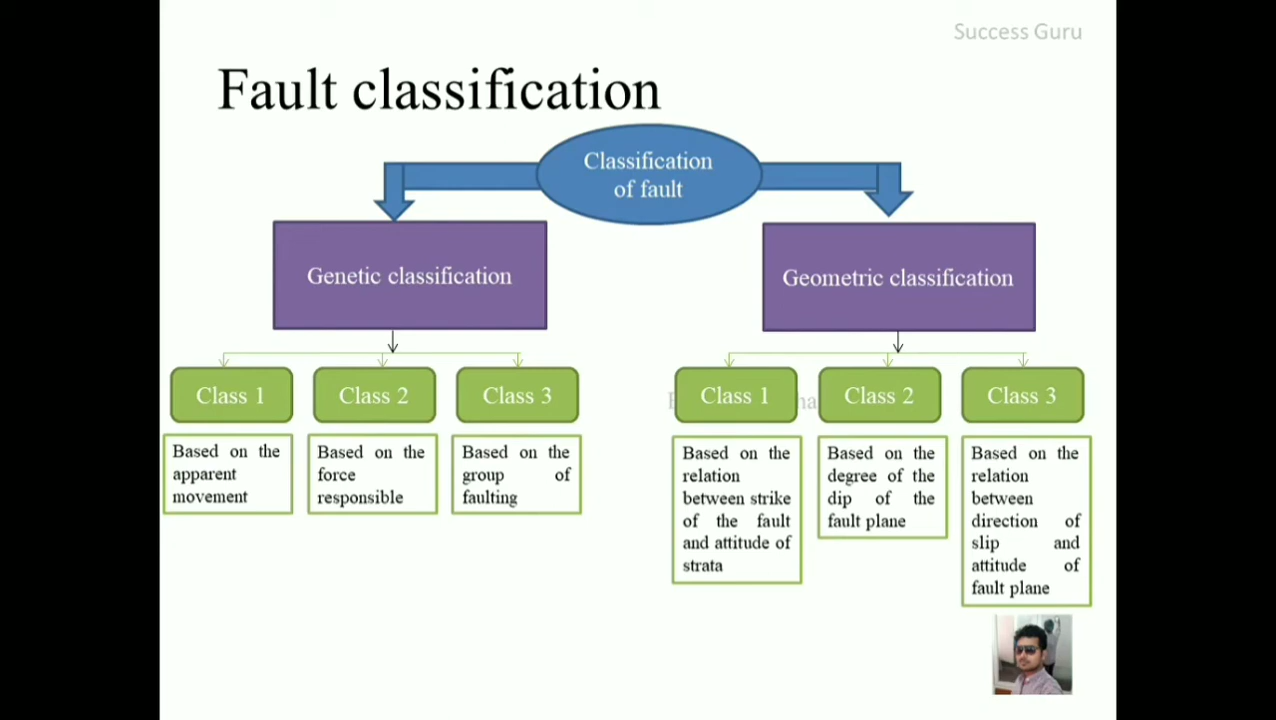 Success Guru
Fault classification
Classification
of fault
Genetic classification
Geometric classification
Class 1
Class 2
Class 3
Based on the
apparent
movement
Based on the
force
responsible
Based on the
group of
faulting
Class 1
Class 2
Class 3
Based on the
relation
between strike
of the fault
and attitude of
strata
Based on the
degree of the
dip of the
fault plane
Based on the
relation
between
direction of
slip and
attitude of
fault plane